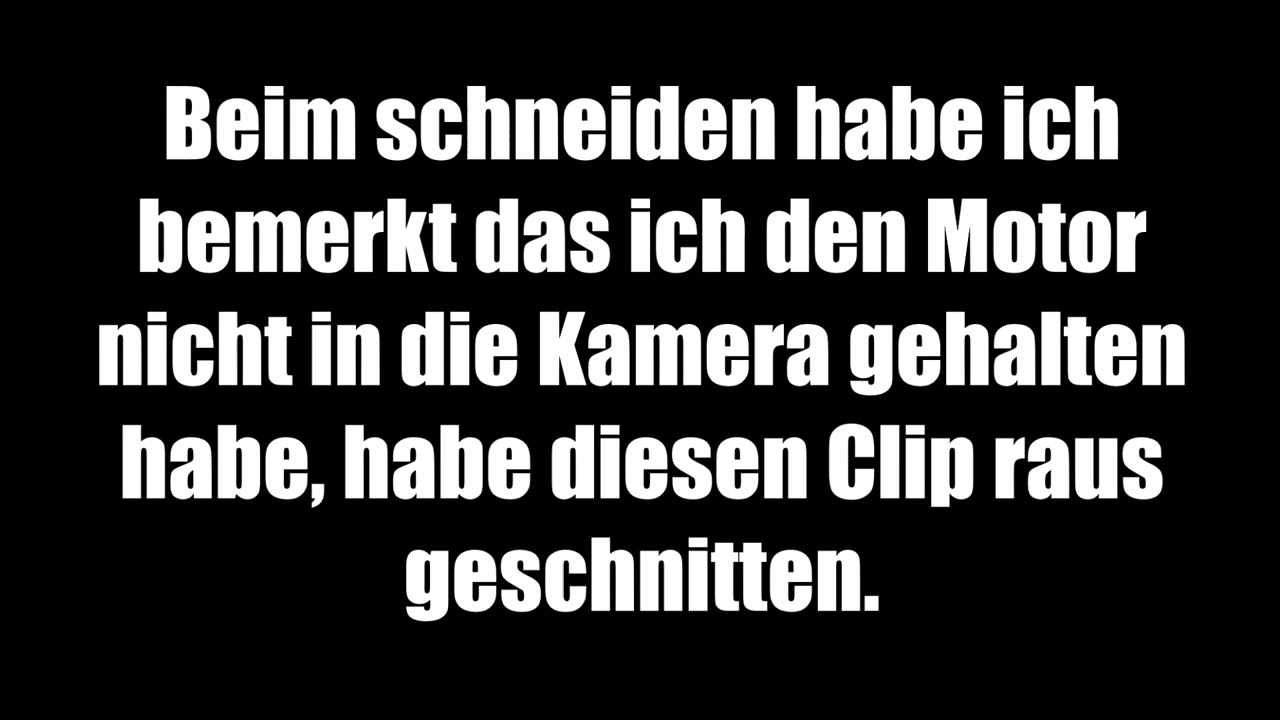 Beim schneiden habe ich
bemerkt das ich den Motor
nicht in die Kamera gehalten
habe, habe diesen Clip raus
geschnitten.